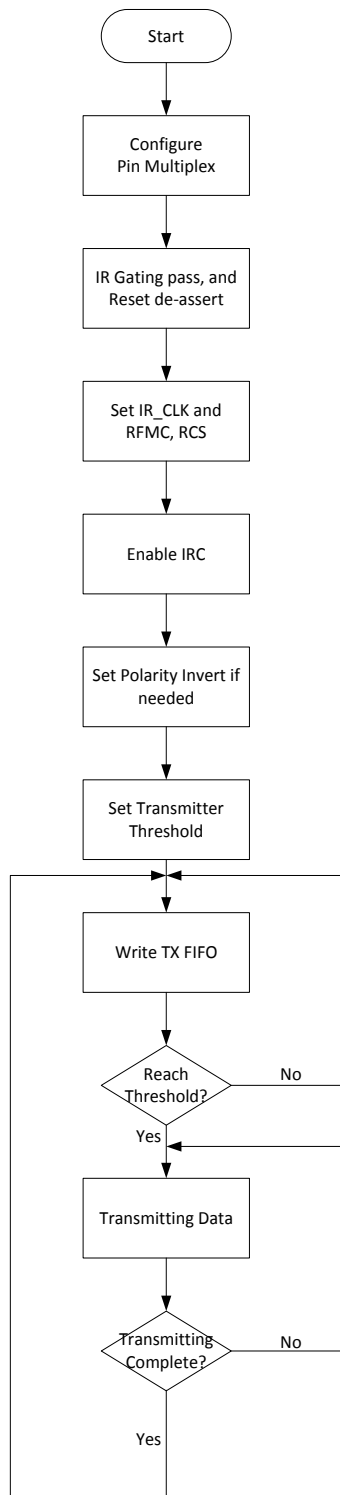 Start
Configure
Pin Multiplex
IR Gating pass, and
Reset de-assert
Set IR_CLK and
RFMC, RCS
Enable IRC
Set Polarity Invert if
needed
Set Transmitter
Threshold
Write TX FIFO
Reach
Threshold?
No
Yes
Transmitting Data
Transmitting
Complete?
No
Yes